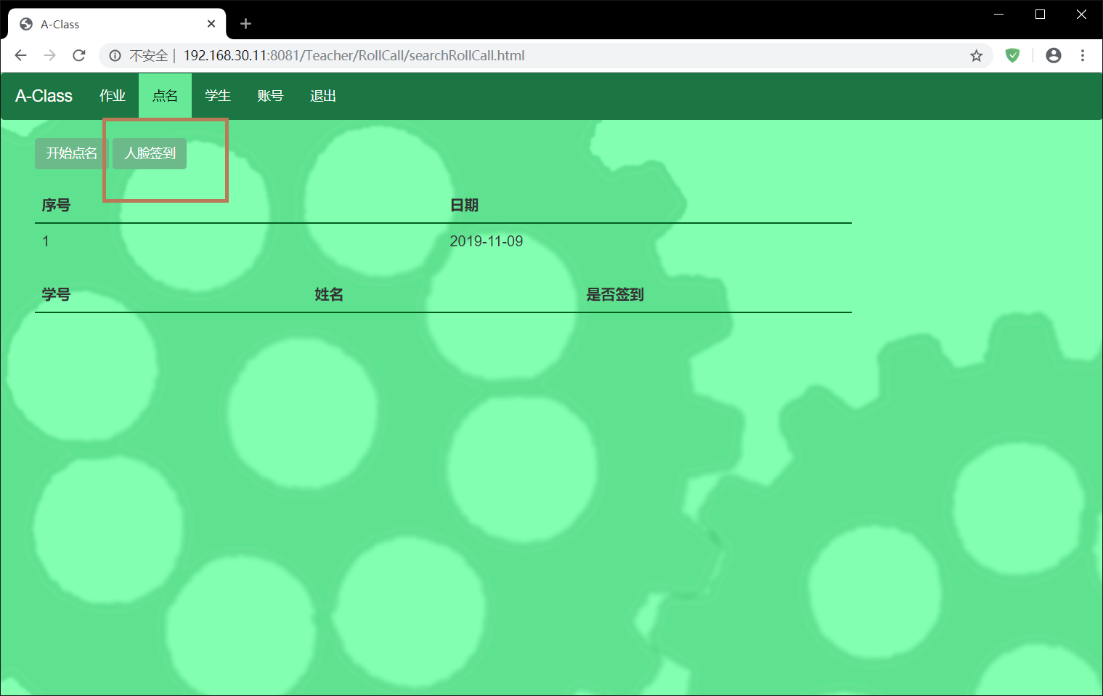 A-Class
不安全 | 192.168.30.11:8081/Teacher/RollCall/searchRollCall.html
A-Class 作业 点名 学生 账号 退出
开始点名 人脸签到
序号 日期
1 2019-11-09
学号 姓名 是否签到